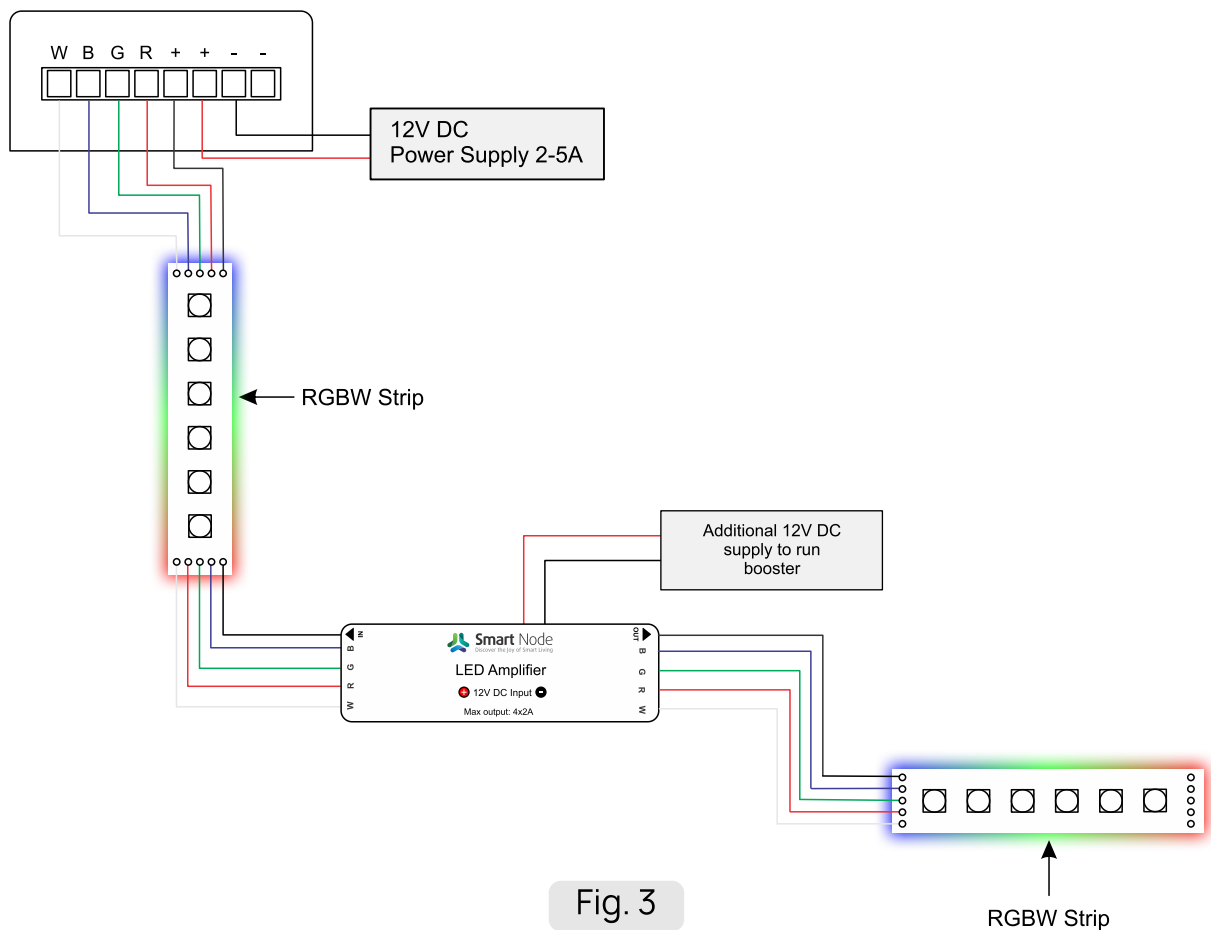 W B G R + + - -
12V DC
Power Supply 2-5A
RGBW Strip
Additional 12V DC
supply to run
booster
IN
B
G
R
W
Smart Node
Discover the Joy of Smart Living
LED Amplifier
+ 12V DC Input -
Max output: 4x2A
OUT
B
G
R
W
RGBW Strip
Fig. 3